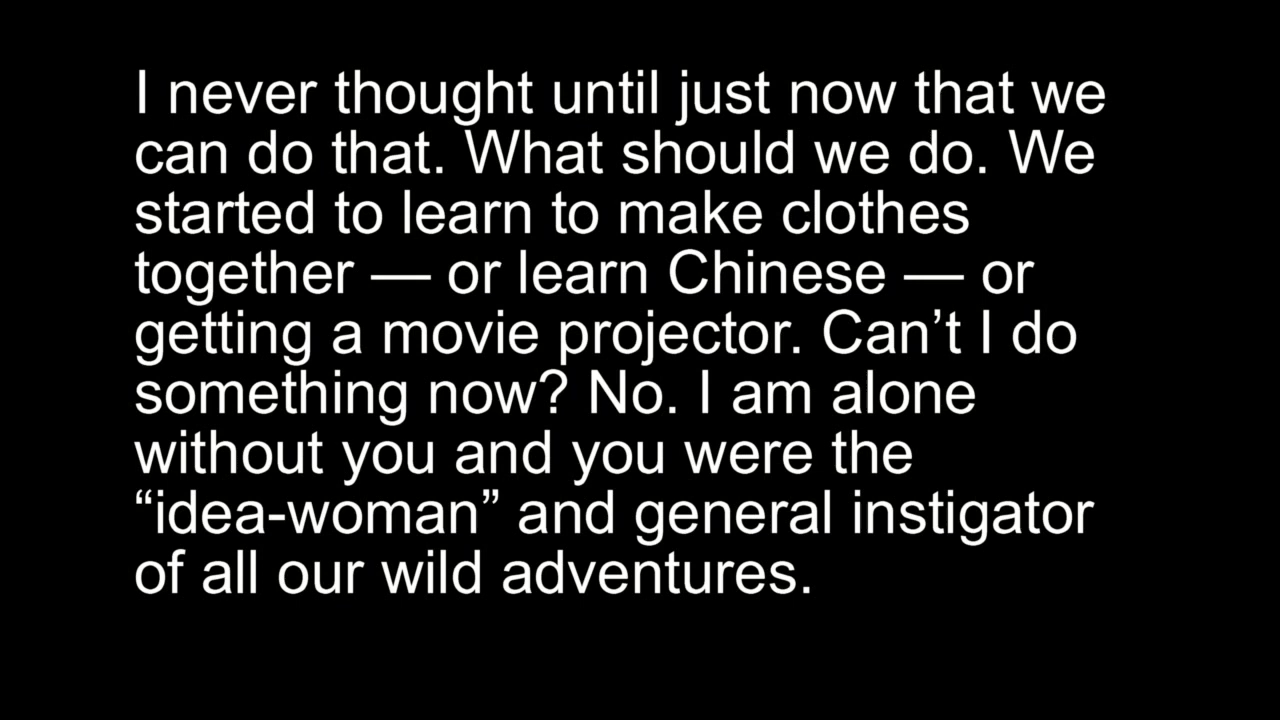 I never thought until just now that we
can do that. What should we do. We
started to learn to make clothes
together — or learn Chinese — or
getting a movie projector. Can’t I do
something now? No. I am alone
without you and you were the
“idea-woman” and general instigator
of all our wild adventures.